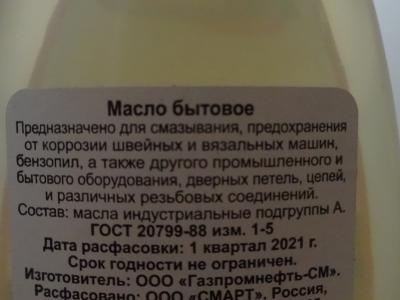 Масло бытовое
Предназначено для смазывания, предохранения
от коррозии швейных и вязальных машин,
бензопил, а также другого промышленного и
бытового оборудования, дверных петель, цепей,
и различных резьбовых соединений.
Состав: масла индустриальные подгруппы А.
ГОСТ 20799-88 изм. 1-5
Дата расфасовки: 1 квартал 2021 г.
Срок годности не ограничен.
Изготовитель: ООО «Газпромнефть-СМ».
Расфасовано: ООО «СМАРТ», Россия,